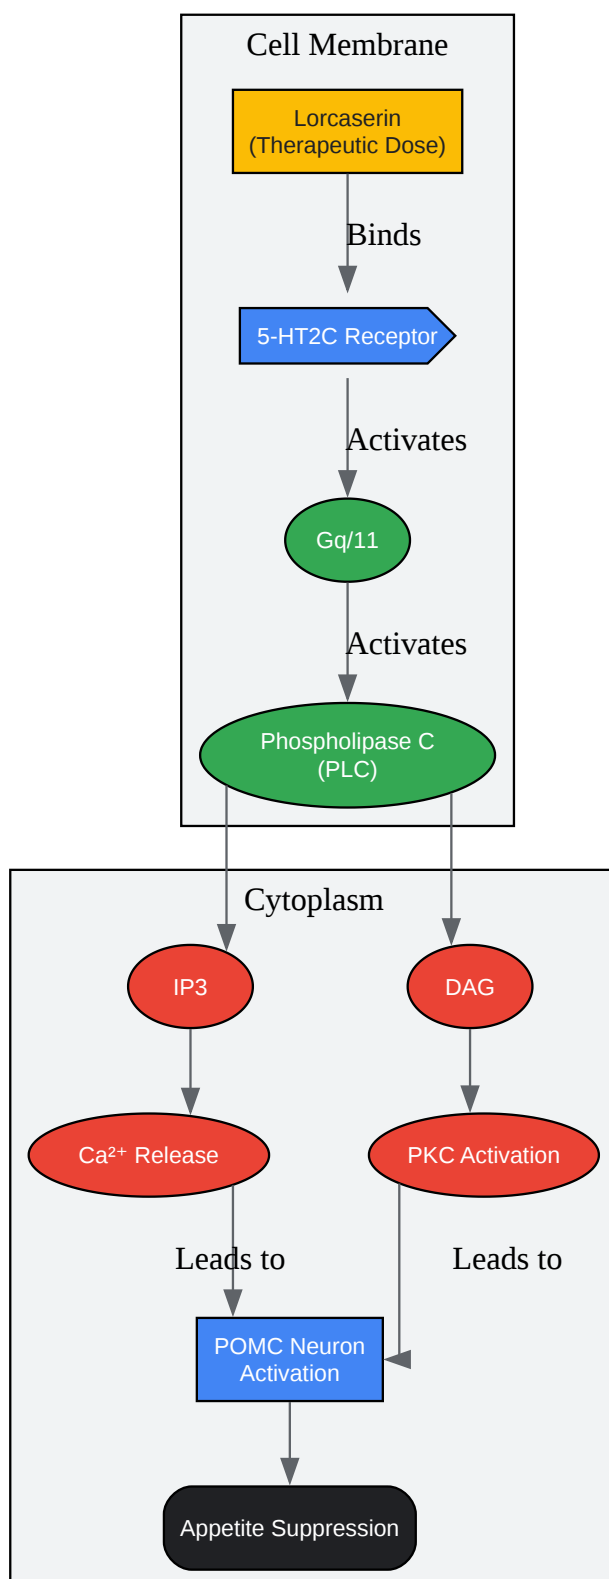 Cell Membrane
Lorcaserin
(Therapeutic Dose)
Binds
5-HT2C Receptor
Activates
Gq/11
Activates
Phospholipase C
(PLC)
Cytoplasm
IP3
DAG
Ca²⁺ Release
PKC Activation
Leads to
Leads to
POMC Neuron
Activation
Appetite Suppression